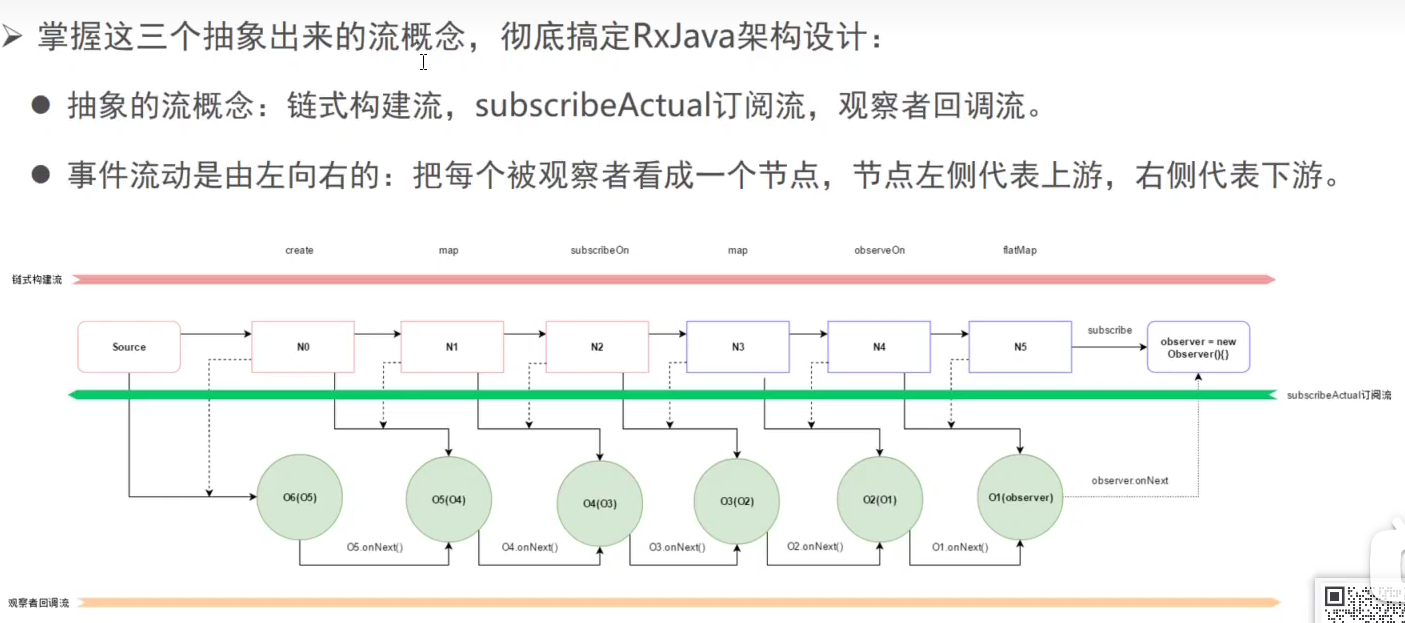 掌握这三个抽象出来的流概念，彻底搞定RxJava架构设计：
抽象的流概念：链式构建流，subscribeActual订阅流，观察者回调流。
事件流动是由左向右的：把每个被观察者看成一个节点，节点左侧代表上游，右侧代表下游。
create map subscribeOn map observeOn flatMap
链式构建流
Source N0 N1 N2 N3 N4 N5 subscribe observer = new
Observer(){}
subscribeActual订阅流
O6(O5) O5(O4) O4(O3) O3(O2) O2(O1) O1(observer) observer.onNext
O5.onNext() O4.onNext() O3.onNext() O2.onNext() O1.onNext()
观察者回调流